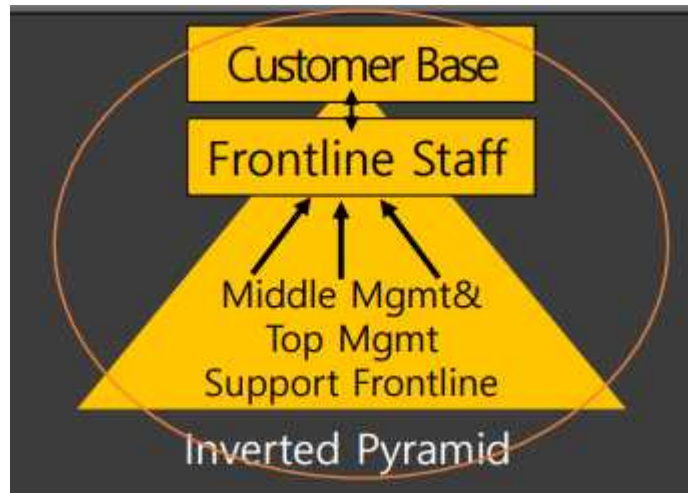 Customer Base
Frontline Staff
Middle Mgmt&
Top Mgmt
Support Frontline
Inverted Pyramid